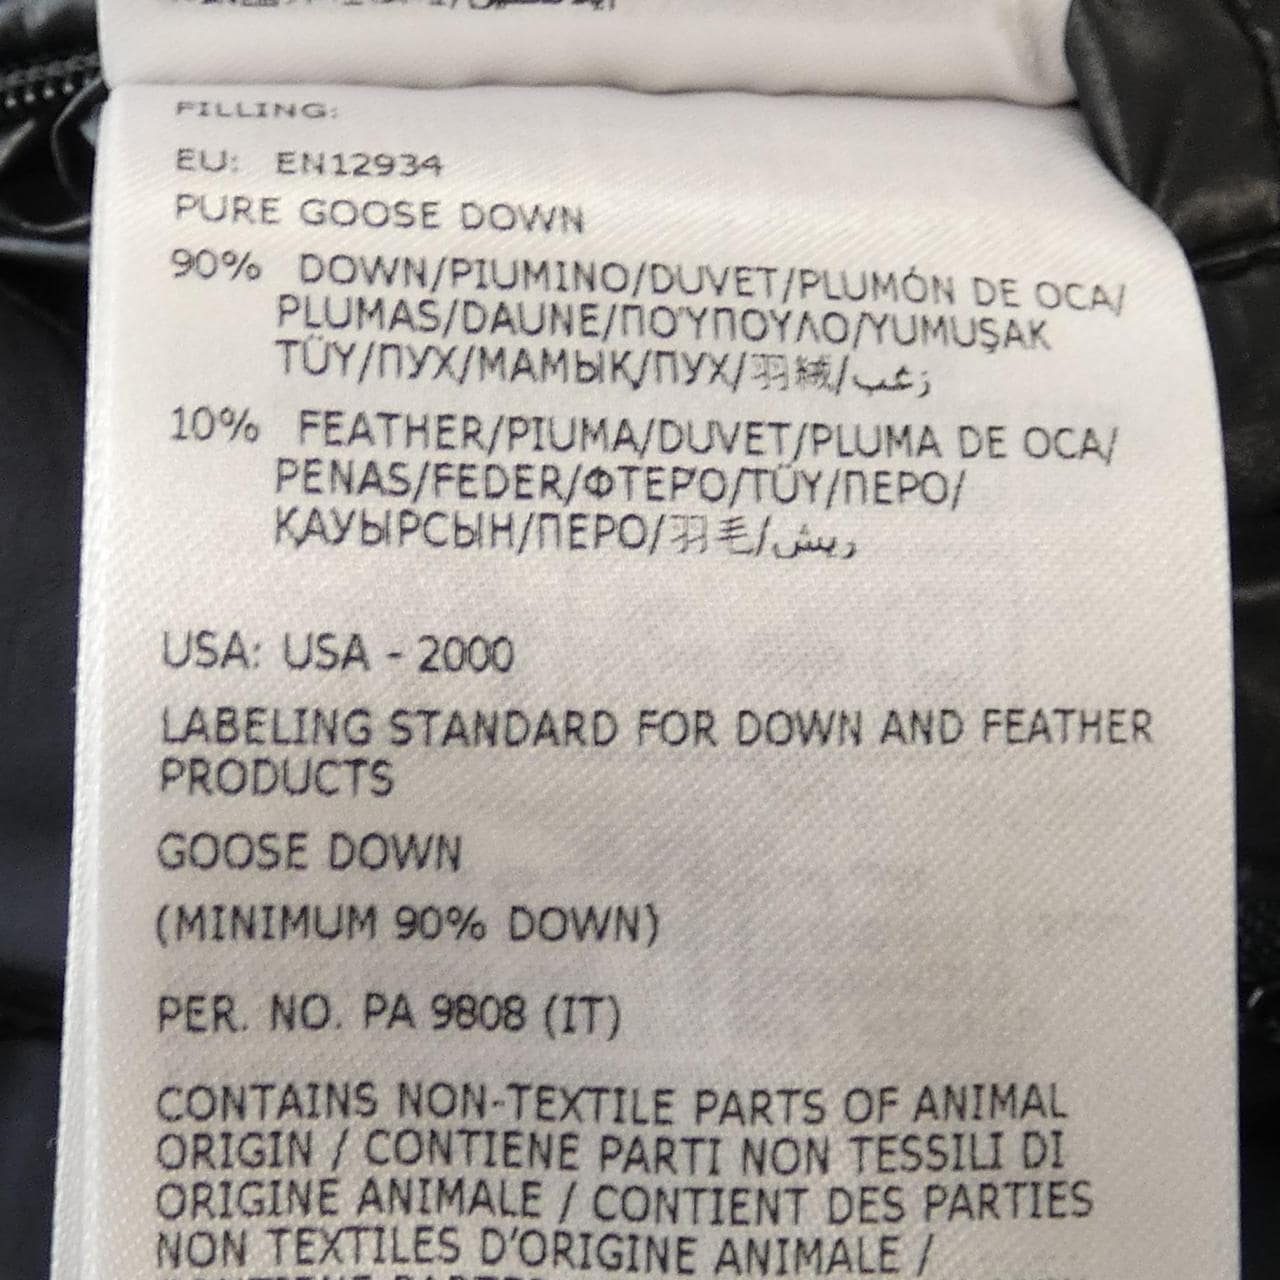 FILLING:
EU: EN12934
PURE GOOSE DOWN
90% DOWN/PIUMINO/DUVET/PLUMÓN DE OCA/
PLUMAS/DAUNE/ΠΟΎΠΟΥΛΟ/YUMUŞAK
TÜY/ПУХ/МАМЫҚ/ПУХ/羽絨/زغب
10% FEATHER/PIUMA/DUVET/PLUMA DE OCA/
PENAS/FEDER/ΦΤΕΡΌ/TÜY/ПЕРО/
ҚАУЫРСЫН/ПЕРО/羽毛/ريش
USA: USA - 2000
LABELING STANDARD FOR DOWN AND FEATHER
PRODUCTS
GOOSE DOWN
(MINIMUM 90% DOWN)
PER. NO. PA 9808 (IT)
CONTAINS NON-TEXTILE PARTS OF ANIMAL
ORIGIN / CONTIENE PARTI NON TESSILI DI
ORIGINE ANIMALE / CONTIENT DES PARTIES
NON TEXTILES D'ORIGINE ANIMALE /